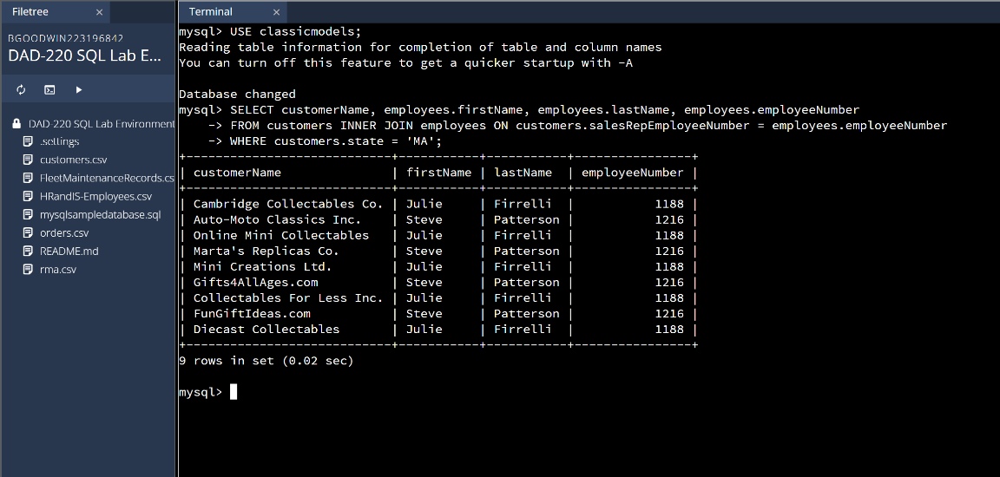 Filetree ×
BGOODWIN223196842
DAD-220 SQL Lab E...
DAD-220 SQL Lab Environment
.settings
customers.csv
FleetMaintenanceRecords.cs
HRandIS-Employees.csv
mysqlsampledatabase.sql
orders.csv
README.md
rma.csv
Terminal ×
mysql> USE classicmodels;
Reading table information for completion of table and column names
You can turn off this feature to get a quicker startup with -A
Database changed
mysql> SELECT customerName, employees.firstName, employees.lastName, employees.employeeNumber
    -> FROM customers INNER JOIN employees ON customers.salesRepEmployeeNumber = employees.employeeNumber
    -> WHERE customers.state = 'MA';
+----------------------------+-----------+-----------+----------------+
| customerName               | firstName | lastName  | employeeNumber |
+----------------------------+-----------+-----------+----------------+
| Cambridge Collectables Co. | Julie     | Firrelli  |           1188 |
| Auto-Moto Classics Inc.    | Steve     | Patterson |           1216 |
| Online Mini Collectables   | Julie     | Firrelli  |           1188 |
| Marta's Replicas Co.       | Steve     | Patterson |           1216 |
| Mini Creations Ltd.        | Julie     | Firrelli  |           1188 |
| Gifts4AllAges.com          | Steve     | Patterson |           1216 |
| Collectables For Less Inc. | Julie     | Firrelli  |           1188 |
| FunGiftIdeas.com           | Steve     | Patterson |           1216 |
| Diecast Collectables       | Julie     | Firrelli  |           1188 |
+----------------------------+-----------+-----------+----------------+
9 rows in set (0.02 sec)
mysql>